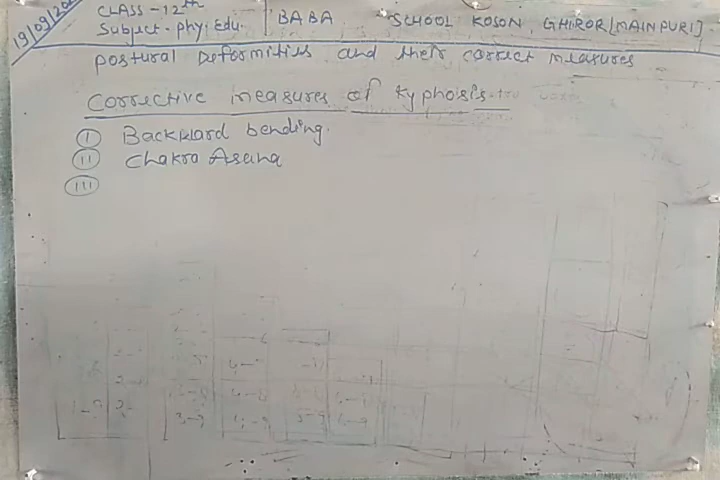 19/09/20
CLASS - 12th
Subject - phy. Edu.
BABA SCHOOL KOSON, GHIROR [MAINPURI]
Postural Deformities and their correct measures
Corrective measures of Kyphoisis
(I) Backward bending.
(II) Chakra Asana
(III)